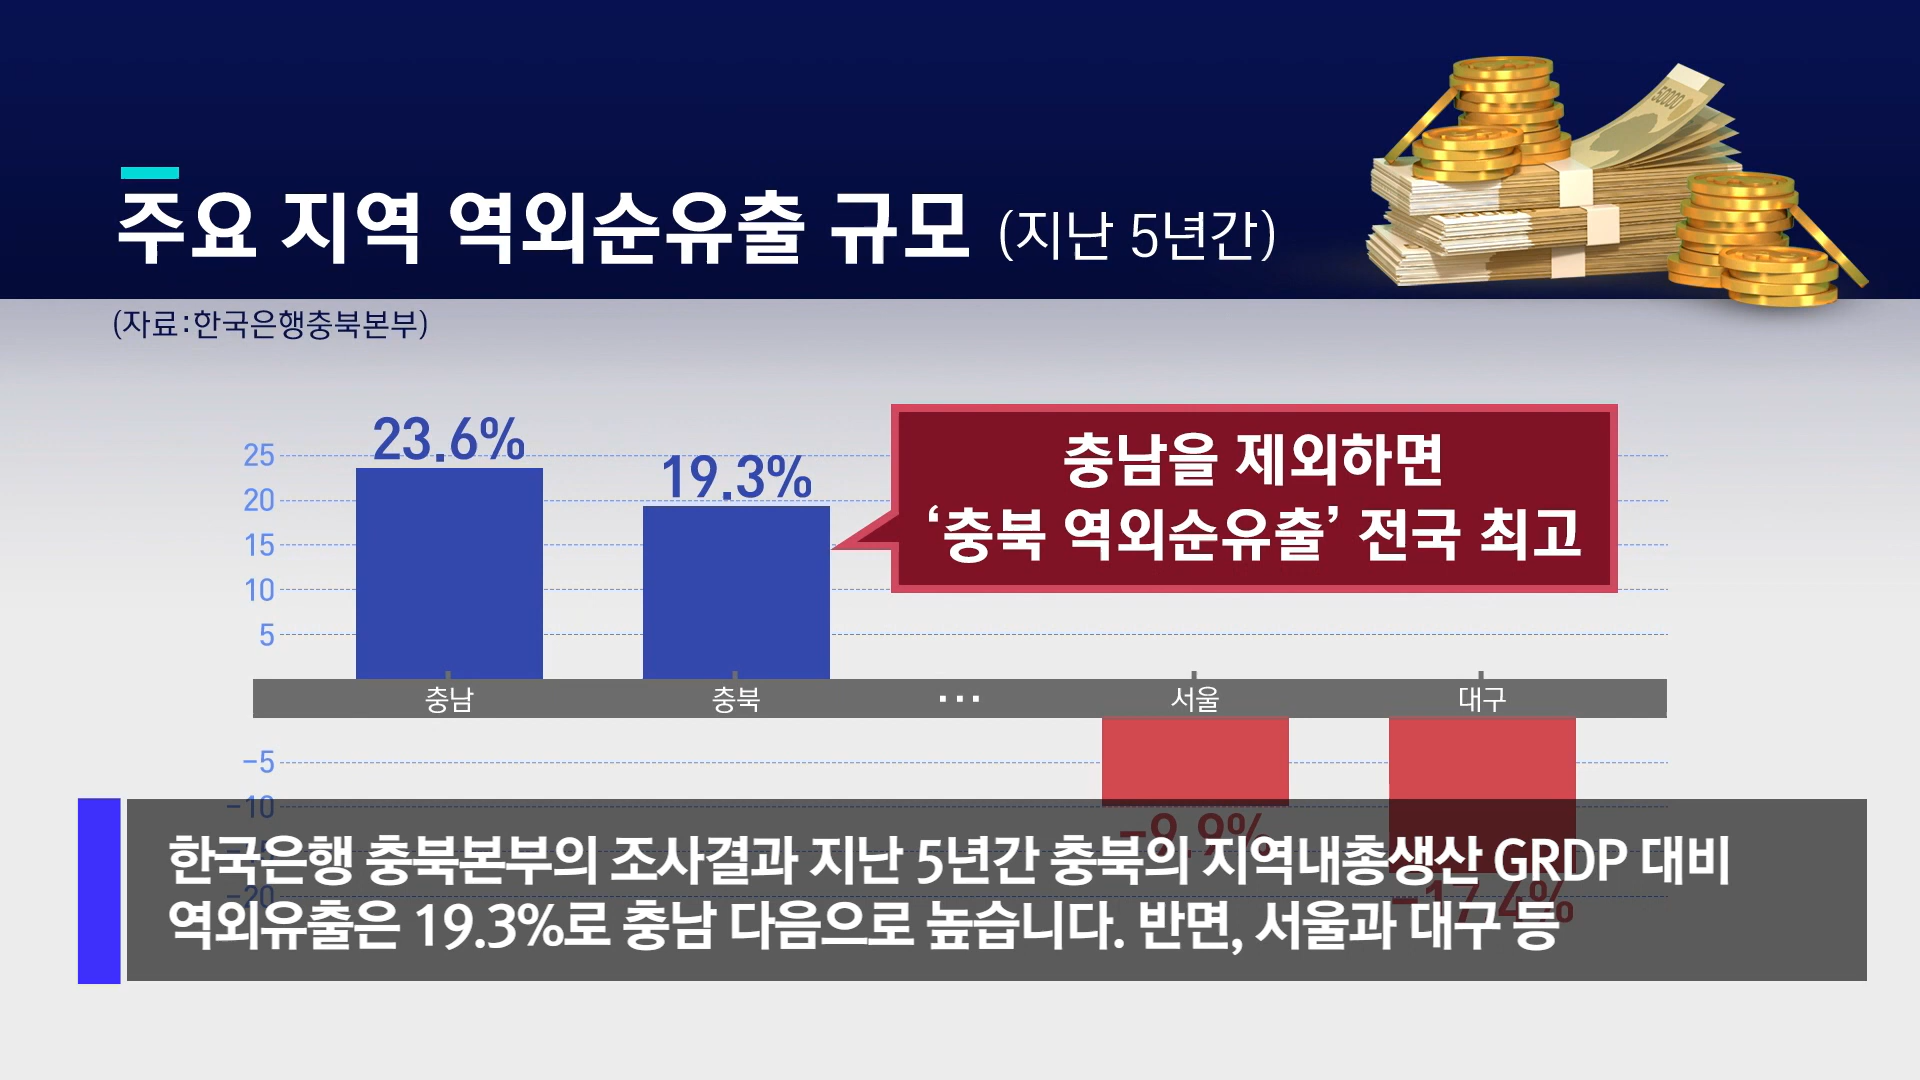 주요 지역 역외순유출 규모 (지난 5년간)
(자료:한국은행충북본부)
50000
23.6%
19.3%
충남을 제외하면
‘충북 역외순유출’ 전국 최고
25
20
15
10
5
충남 충북 ··· 서울 대구
-5
-10
-20
-9.9%
-17.4%
한국은행 충북본부의 조사결과 지난 5년간 충북의 지역내총생산 GRDP 대비
역외유출은 19.3%로 충남 다음으로 높습니다. 반면, 서울과 대구 등